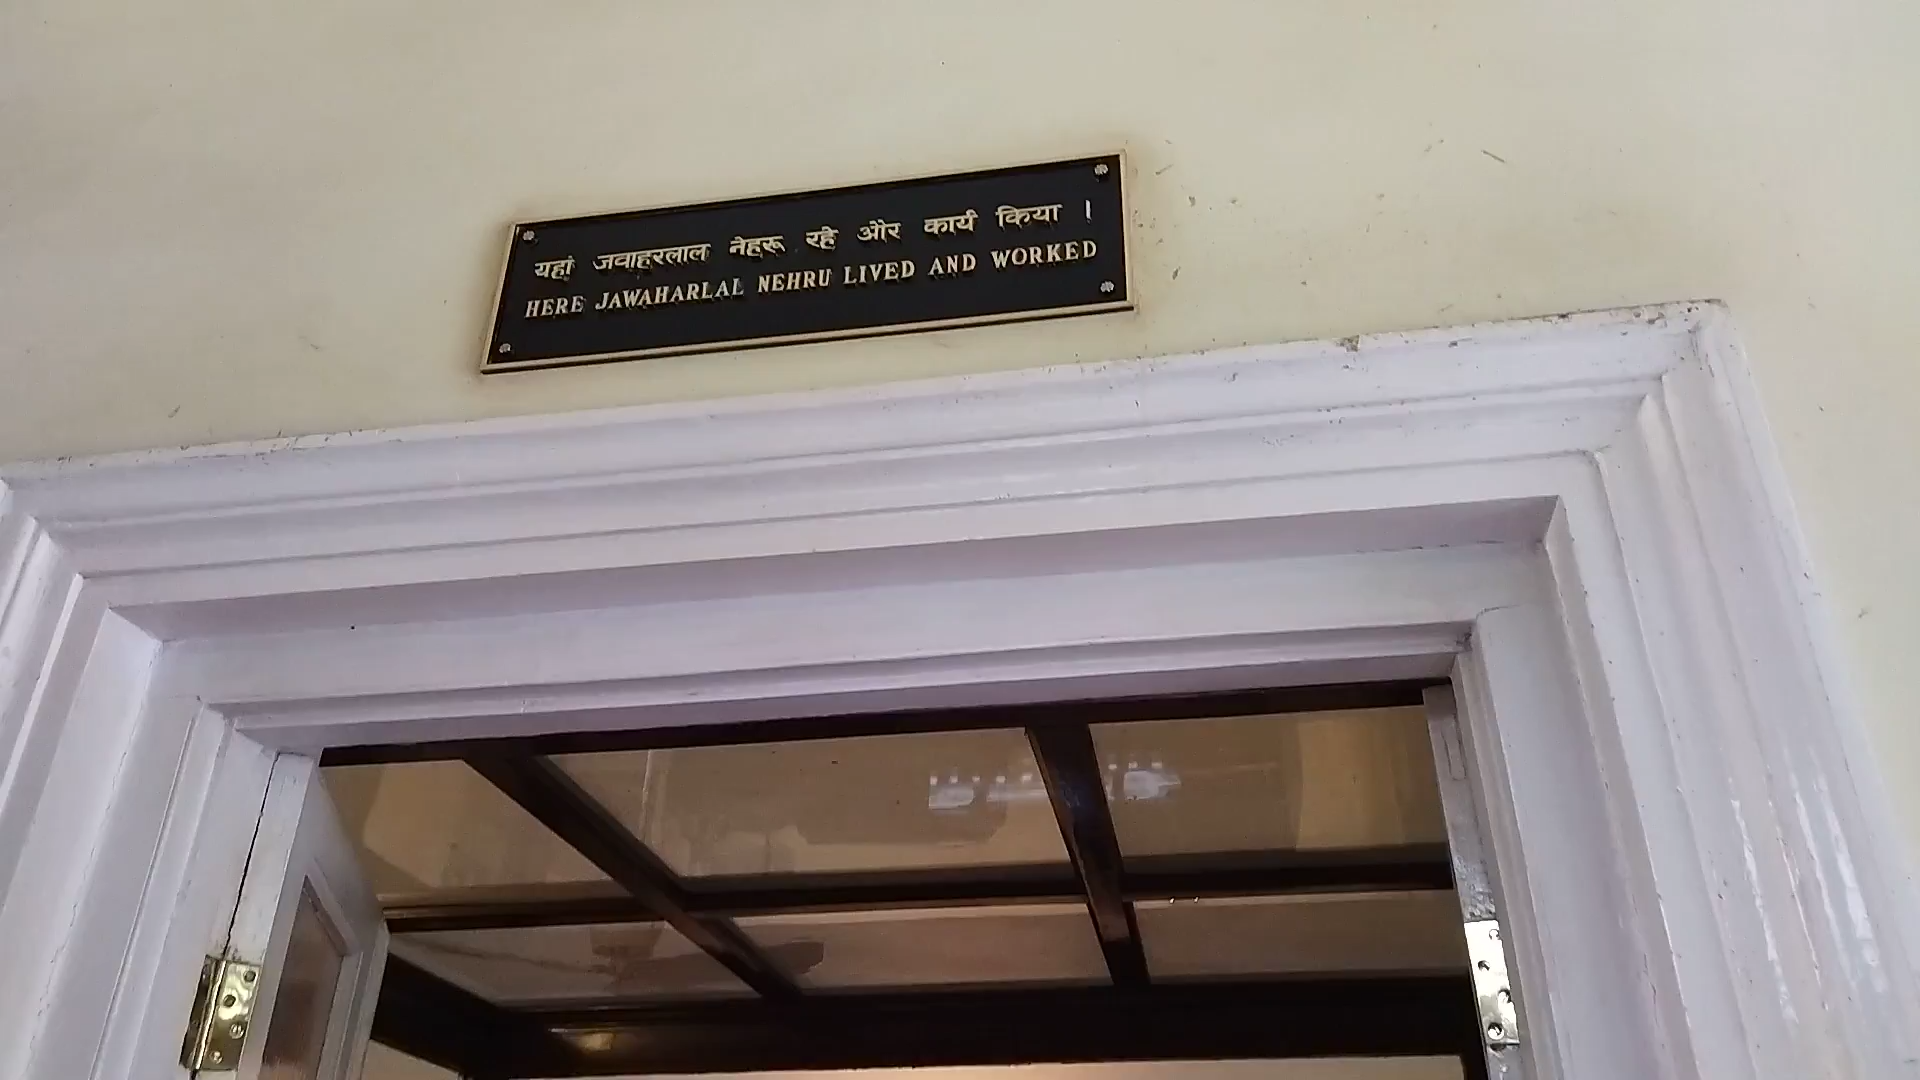 यहां जवाहरलाल नेहरू रहे और कार्य किया ।
HERE JAWAHARLAL NEHRU LIVED AND WORKED